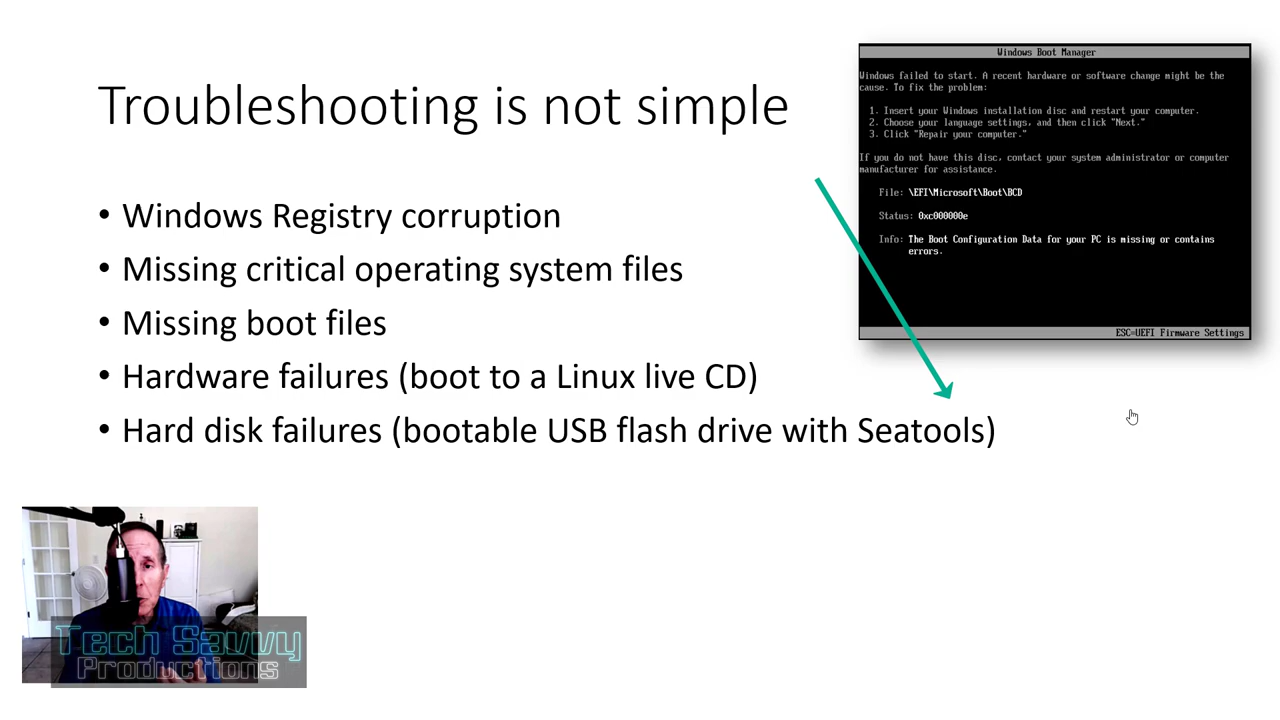 Troubleshooting is not simple
• Windows Registry corruption
• Missing critical operating system files
• Missing boot files
• Hardware failures (boot to a Linux live CD)
• Hard disk failures (bootable USB flash drive with Seatools)
Windows Boot Manager
Windows failed to start. A recent hardware or software change might be the
cause. To fix the problem:
1. Insert your Windows installation disc and restart your computer.
2. Choose your language settings, and then click "Next."
3. Click "Repair your computer."
If you do not have this disc, contact your system administrator or computer
manufacturer for assistance.
File: \EFI\Microsoft\Boot\BCD
Status: 0xc000000e
Info: The Boot Configuration Data for your PC is missing or contains
errors.
ESC=UEFI Firmware Settings
Tech Savvy
Productions